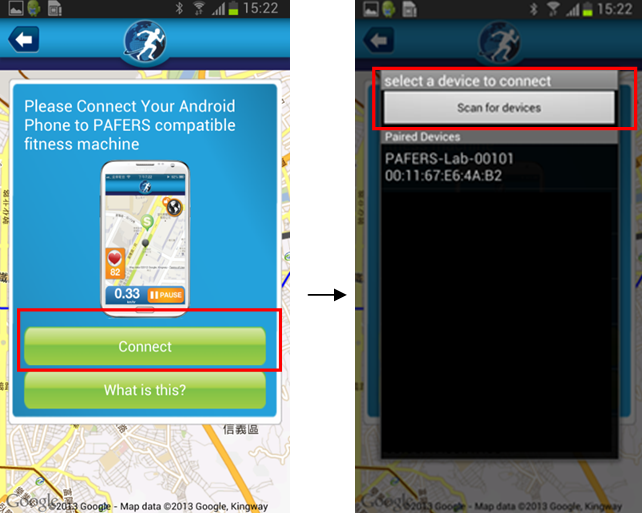 15:22
Please Connect Your Android
Phone to PAFERS compatible
fitness machine
S
82
0.33
PAUSE
Connect
What is this?
信義區
Google
©2013 Google - Map data ©2013 Google, Kingway
15:22
select a device to connect
Scan for devices
Paired Devices
PAFERS-Lab-00101
00:11:67:E6:4A:B2
Google
©2013 Google - Map data ©2013 Google, Kingway